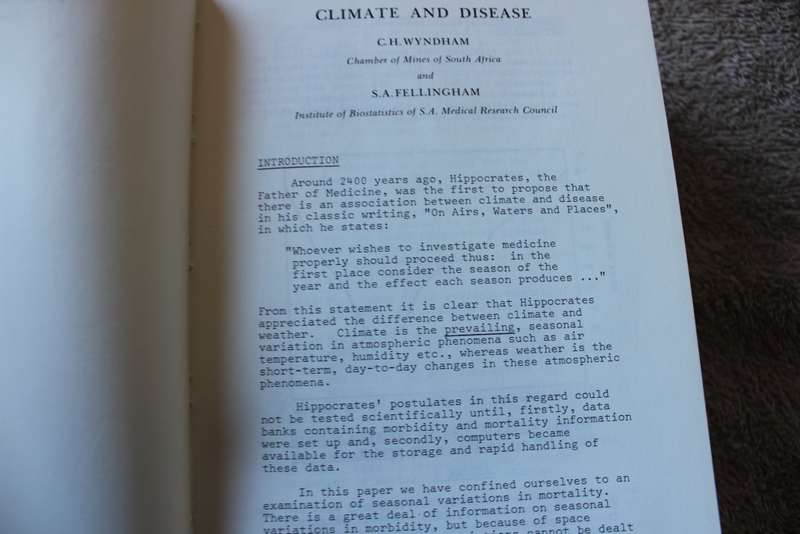 CLIMATE AND DISEASE
C.H. WYNDHAM
Chamber of Mines of South Africa
and
S.A. FELLINGHAM
Institute of Biostatistics of S.A. Medical Research Council
INTRODUCTION
Around 2400 years ago, Hippocrates, the
Father of Medicine, was the first to propose that
there is an association between climate and disease
in his classic writing, "On Airs, Waters and Places",
in which he states:
"Whoever wishes to investigate medicine
properly should proceed thus: in the
first place consider the season of the
year and the effect each season produces ..."
From this statement it is clear that Hippocrates
appreciated the difference between climate and
weather. Climate is the prevailing, seasonal
variation in atmospheric phenomena such as air
temperature, humidity etc., whereas weather is the
short-term, day-to-day changes in these atmospheric
phenomena.
Hippocrates' postulates in this regard could
not be tested scientifically until, firstly, data
banks containing morbidity and mortality information
were set up and, secondly, computers became
available for the storage and rapid handling of
these data.
In this paper we have confined ourselves to an
examination of seasonal variations in mortality.
There is a great deal of information on seasonal
variations in morbidity, but because of space
cannot be dealt